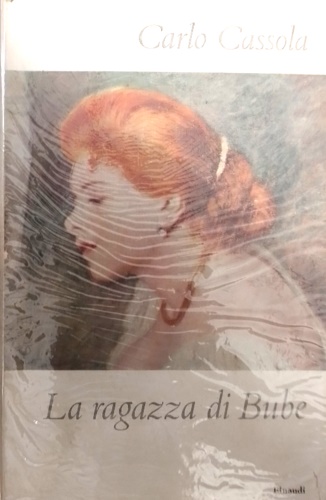 Carlo Cassola
La ragazza di Bube
Einaudi